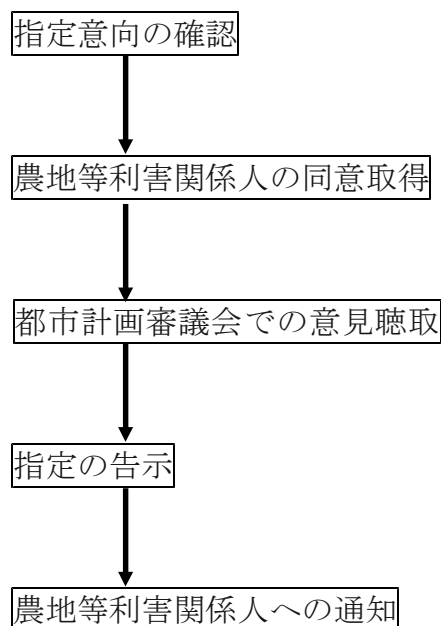 指定意向の確認
農地等利害関係人の同意取得
都市計画審議会での意見聴取
指定の告示
農地等利害関係人への通知